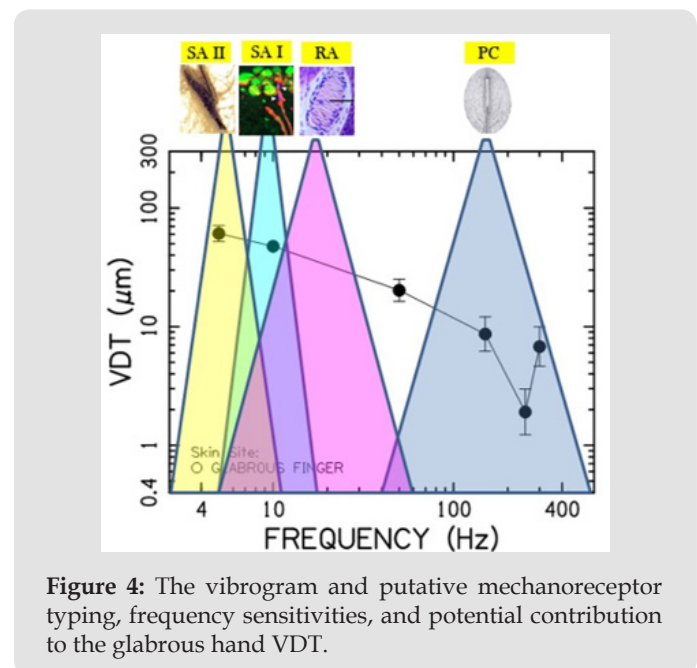 SA II SA I RA PC
300
100
10
1
0.4
VDT (μm)
Skin Site:
O GLABROUS FINGER
4 10 100 400
FREQUENCY (Hz)
Figure 4: The vibrogram and putative mechanoreceptor
typing, frequency sensitivities, and potential contribution
to the glabrous hand VDT.